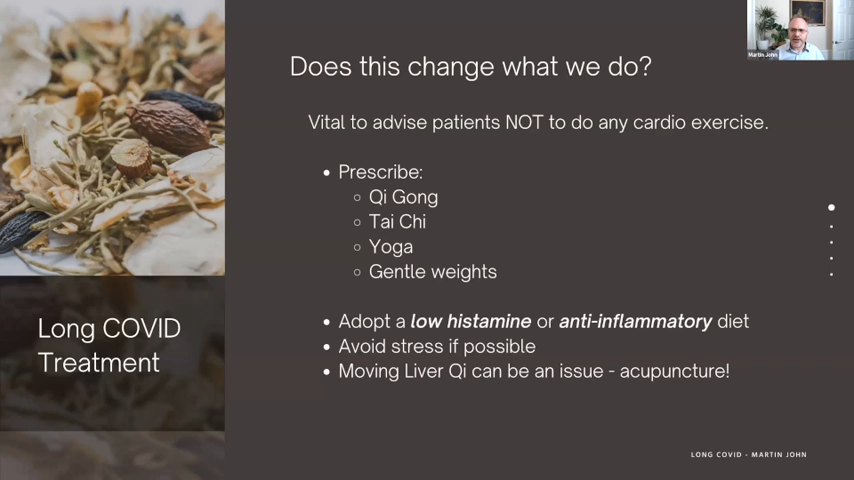 Martin John
Does this change what we do?
Vital to advise patients NOT to do any cardio exercise.
• Prescribe:
○ Qi Gong
○ Tai Chi
○ Yoga
○ Gentle weights
Long COVID
Treatment
• Adopt a low histamine or anti-inflammatory diet
• Avoid stress if possible
• Moving Liver Qi can be an issue - acupuncture!
LONG COVID - MARTIN JOHN